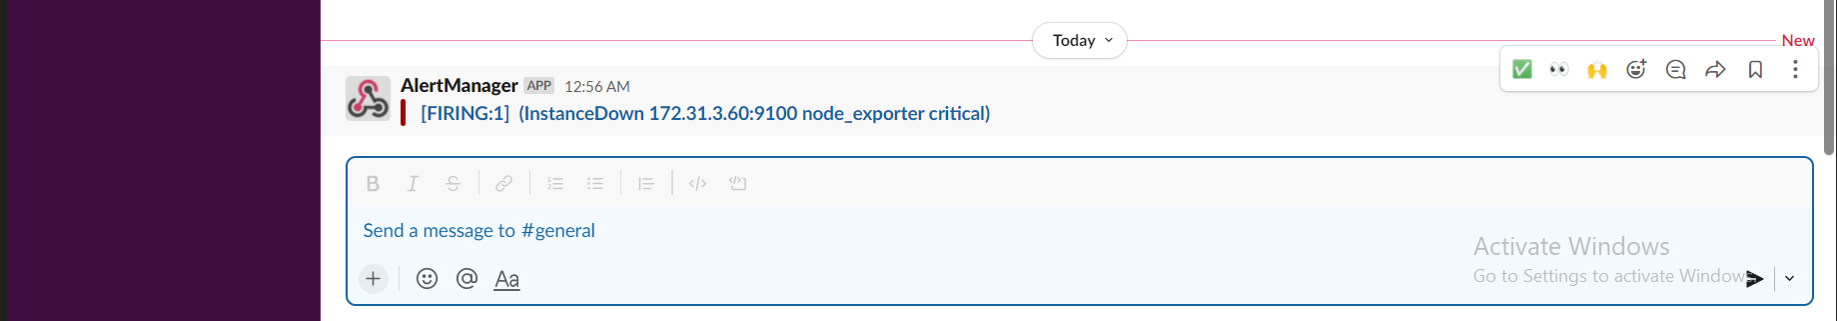 Today
New
AlertManager APP 12:56 AM
[FIRING:1] (InstanceDown 172.31.3.60:9100 node_exporter critical)
Send a message to #general
Aa
Activate Windows
Go to Settings to activate Windows.